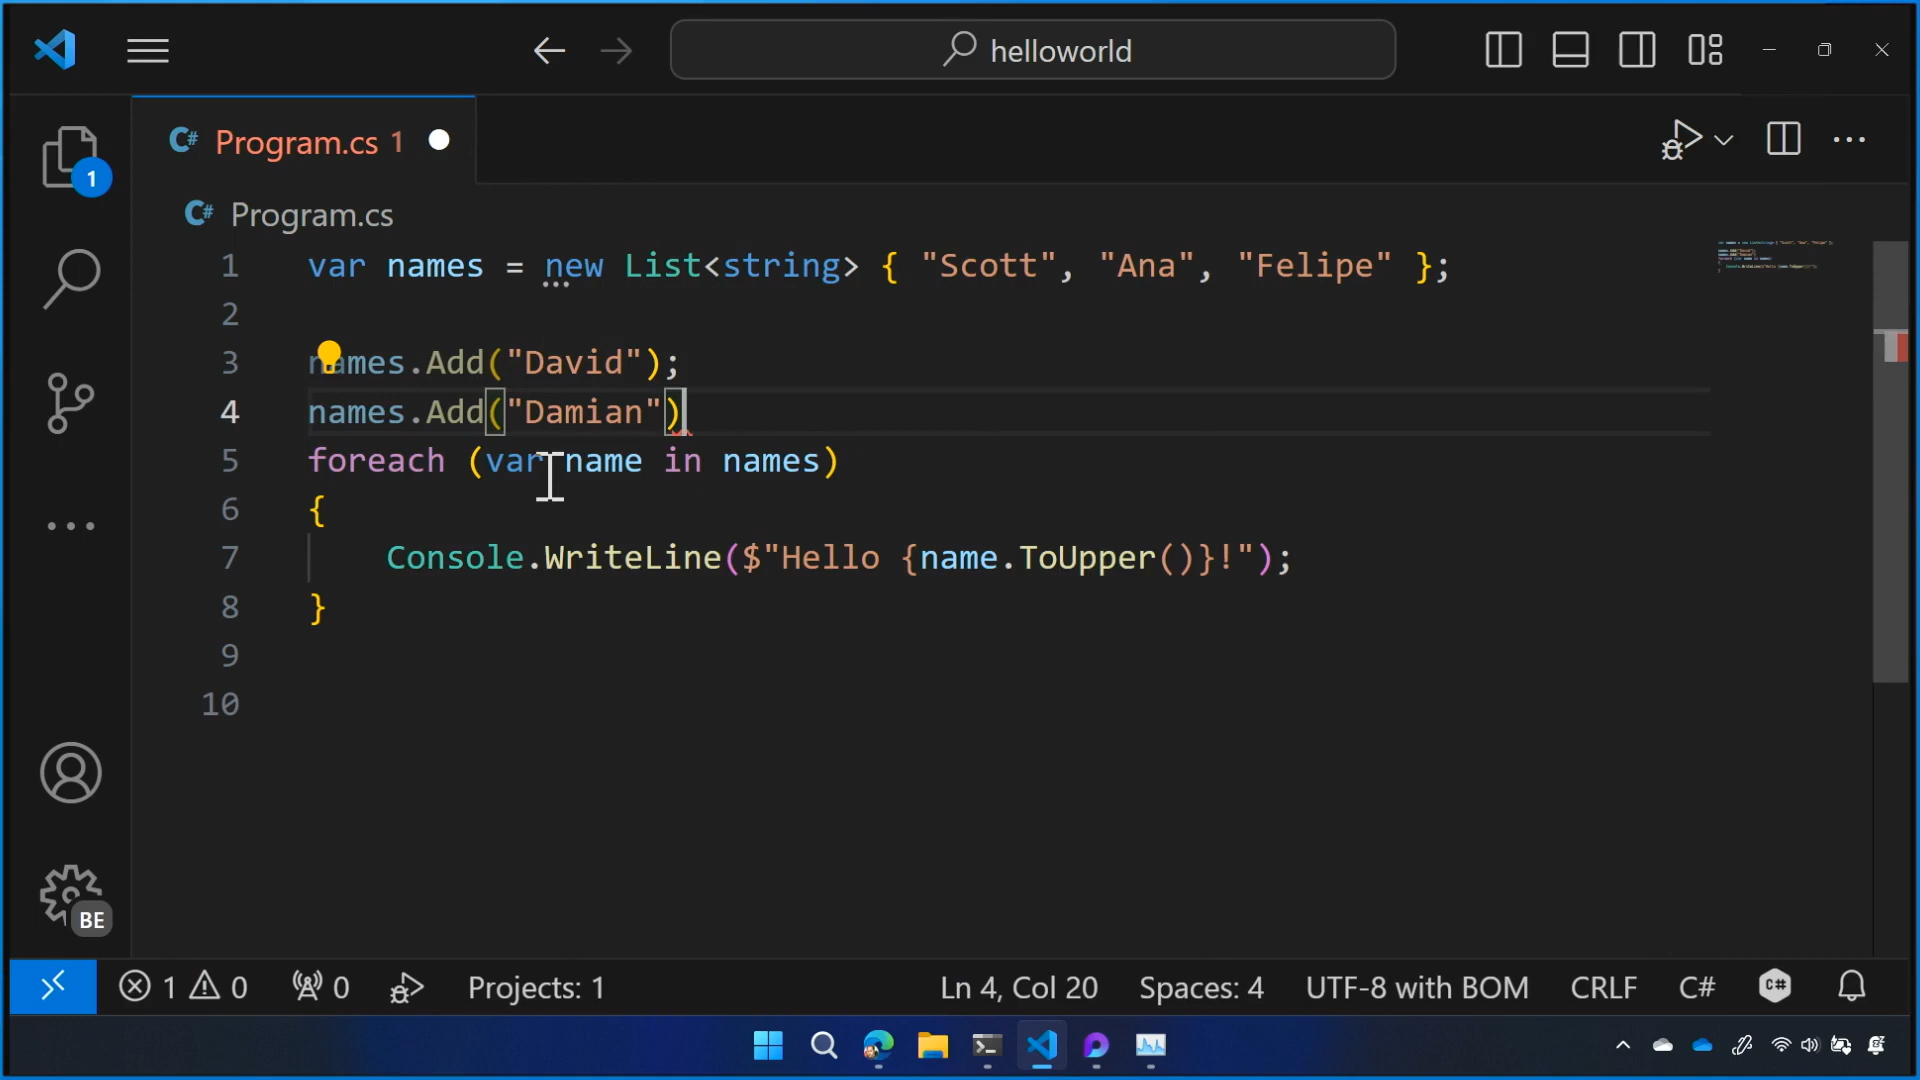 helloworld
C# Program.cs 1
1
C# Program.cs
1 var names = new List<string> { "Scott", "Ana", "Felipe" };
2
3 names.Add("David");
4 names.Add("Damian")
5 foreach (var name in names)
6 {
7 Console.WriteLine($"Hello {name.ToUpper()}!");
8 }
9
10
BE
1 0 0 Projects: 1 Ln 4, Col 20 Spaces: 4 UTF-8 with BOM CRLF C# C#